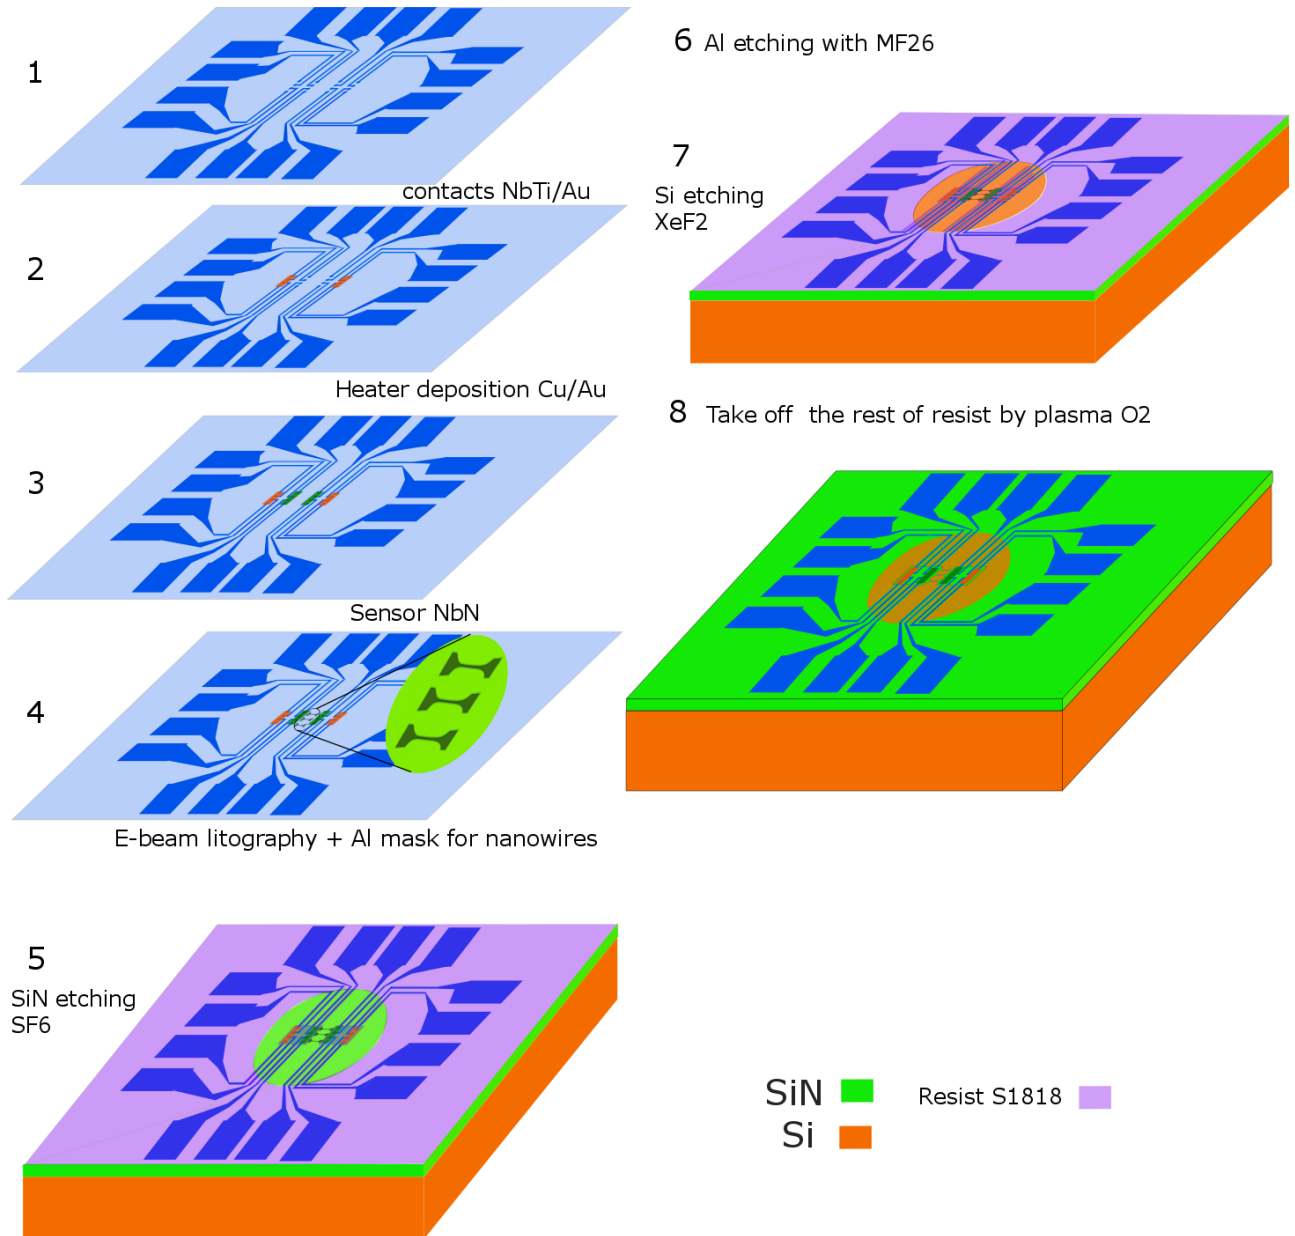 1
contacts NbTi/Au
2
Heater deposition Cu/Au
3
Sensor NbN
4
E-beam litography + Al mask for nanowires
5
SiN etching
SF6
6 Al etching with MF26
7
Si etching
XeF2
8 Take off the rest of resist by plasma O2
SiN
Resist S1818
Si